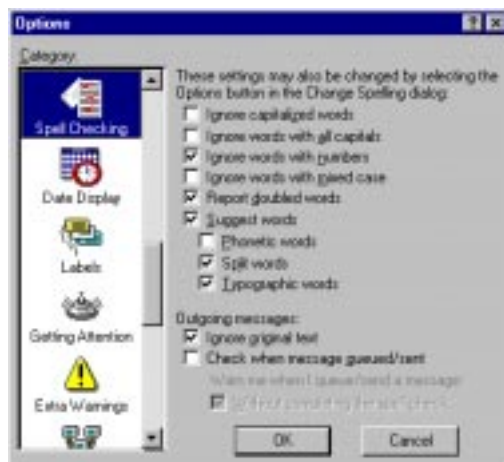 Options
Category:
Spell Checking
Date Display
Labels
Getting Attention
Extra Warnings
These settings may also be changed by selecting the
Options button in the Change Spelling dialog:
Ignore capitalized words
Ignore words with all capitals
Ignore words with numbers
Ignore words with mixed case
Report doubled words
Suggest words
Phonetic words
Split words
Typographic words
Outgoing messages:
Ignore original text
Check when message queued/sent
Warn me when I queue/send a message:
Without completing
OK
Cancel